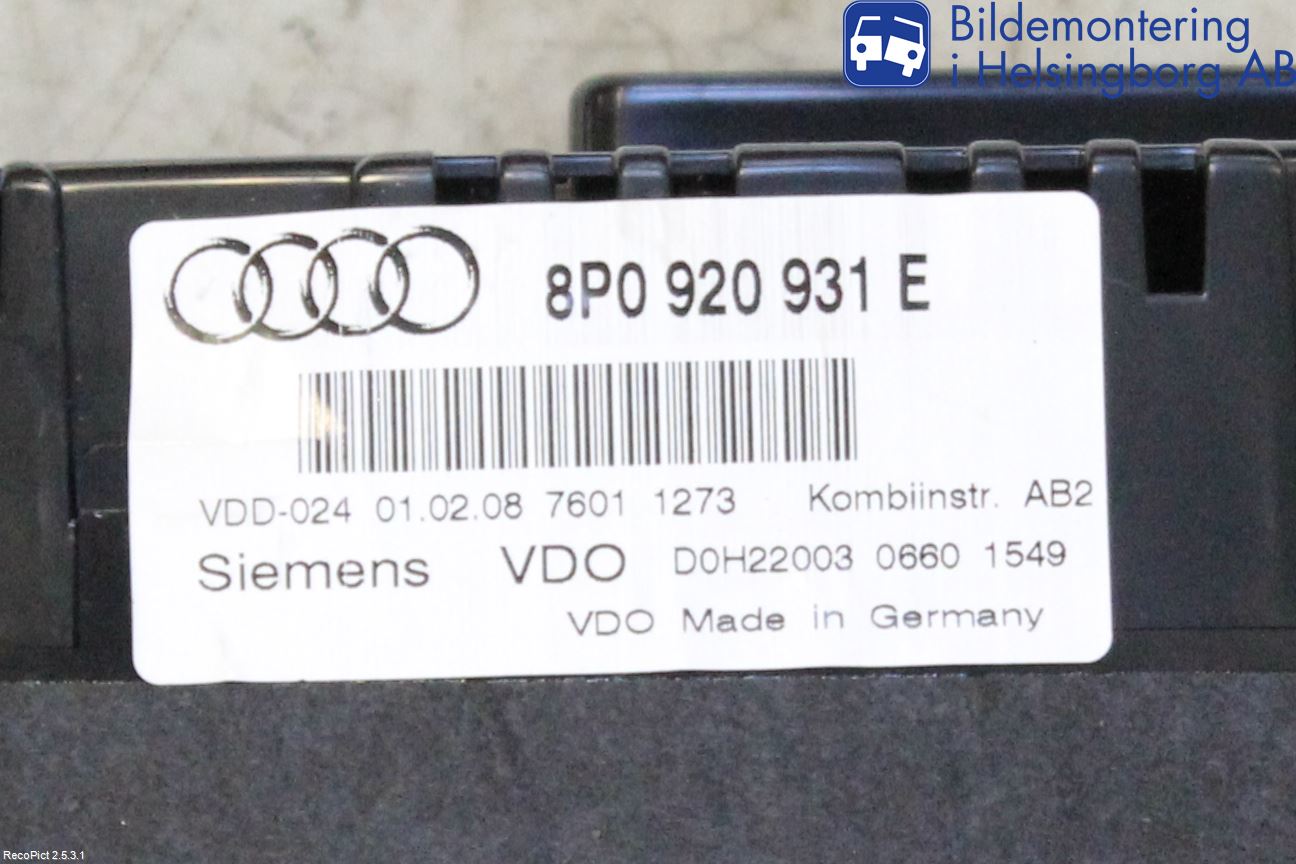 Bildemontering
i Helsingborg AB
8P0 920 931 E
VDD-024 01.02.08 7601 1273 Kombiinstr. AB2
Siemens VDO D0H22003 0660 1549
VDO Made in Germany
RecoPict 2.5.3.1